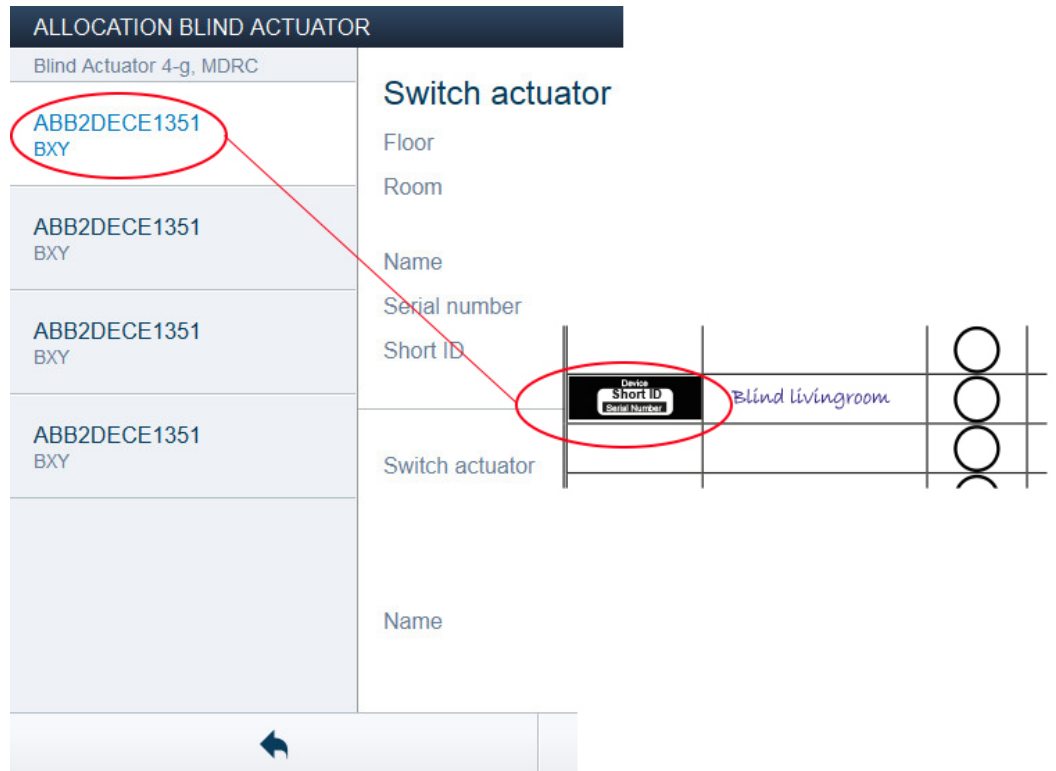 ALLOCATION BLIND ACTUATOR
Blind Actuator 4-g, MDRC
ABB2DECE1351
BXY
ABB2DECE1351
BXY
ABB2DECE1351
BXY
ABB2DECE1351
BXY
Switch actuator
Floor
Room
Name
Serial number
Short ID
Switch actuator
Name
Device
Short ID
Serial Number
Blind livingroom